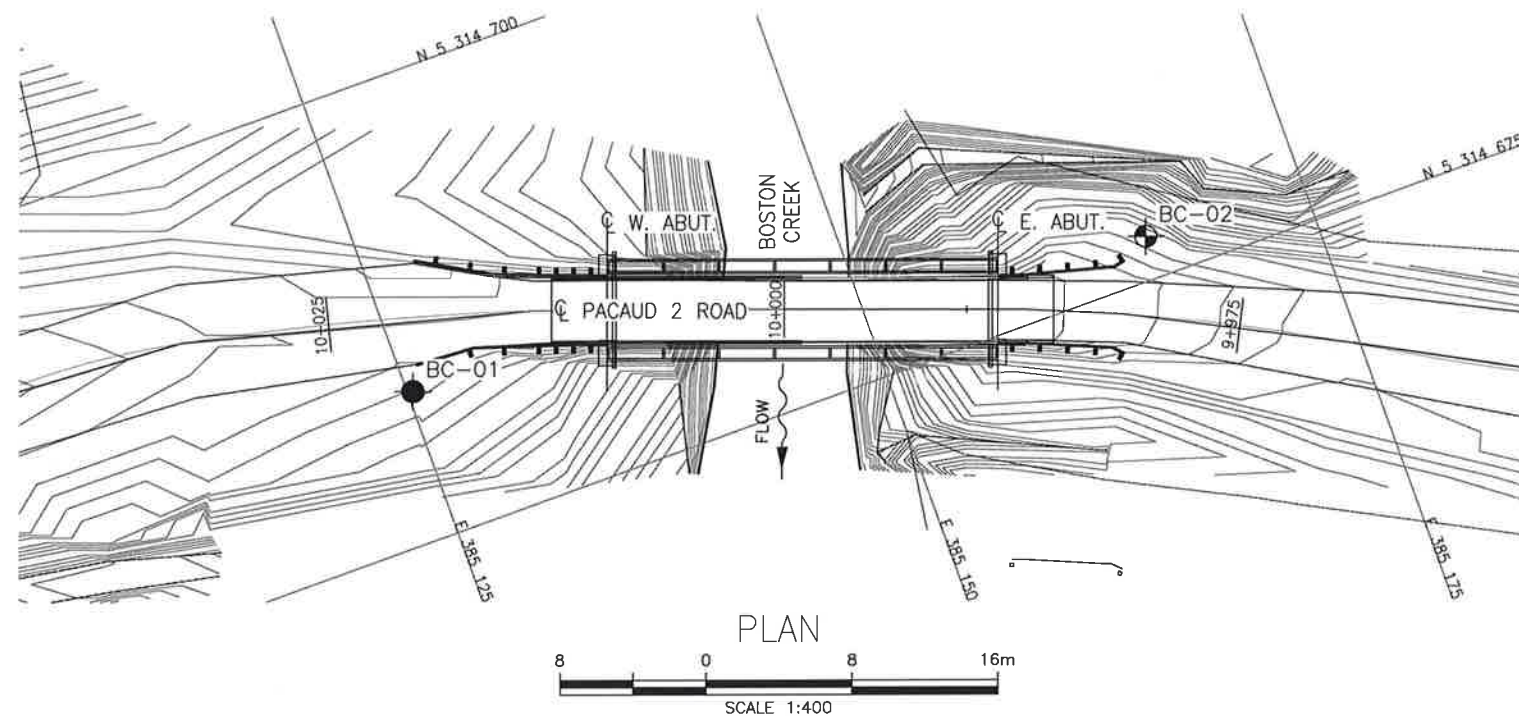 N 5 314 700
N 5 314 675
BOSTON
CREEK
℄ W. ABUT.
℄ E. ABUT.
BC-02
℄ PACAUD 2 ROAD
10+000
10+025
9+975
BC-01
FLOW
E 385 125
E 385 150
E 385 175
PLAN
8 0 8 16m
SCALE 1:400